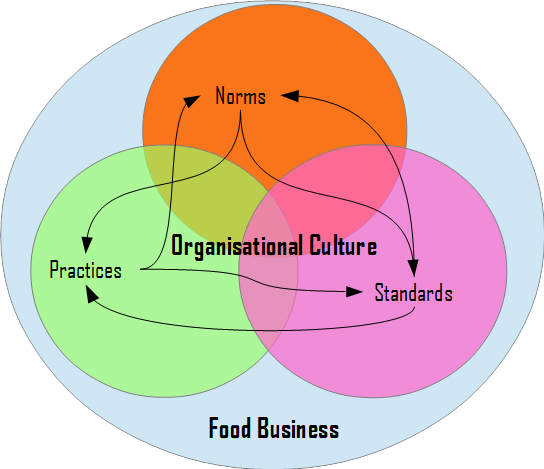 Norms
Organisational Culture
Practices
Standards
Food Business